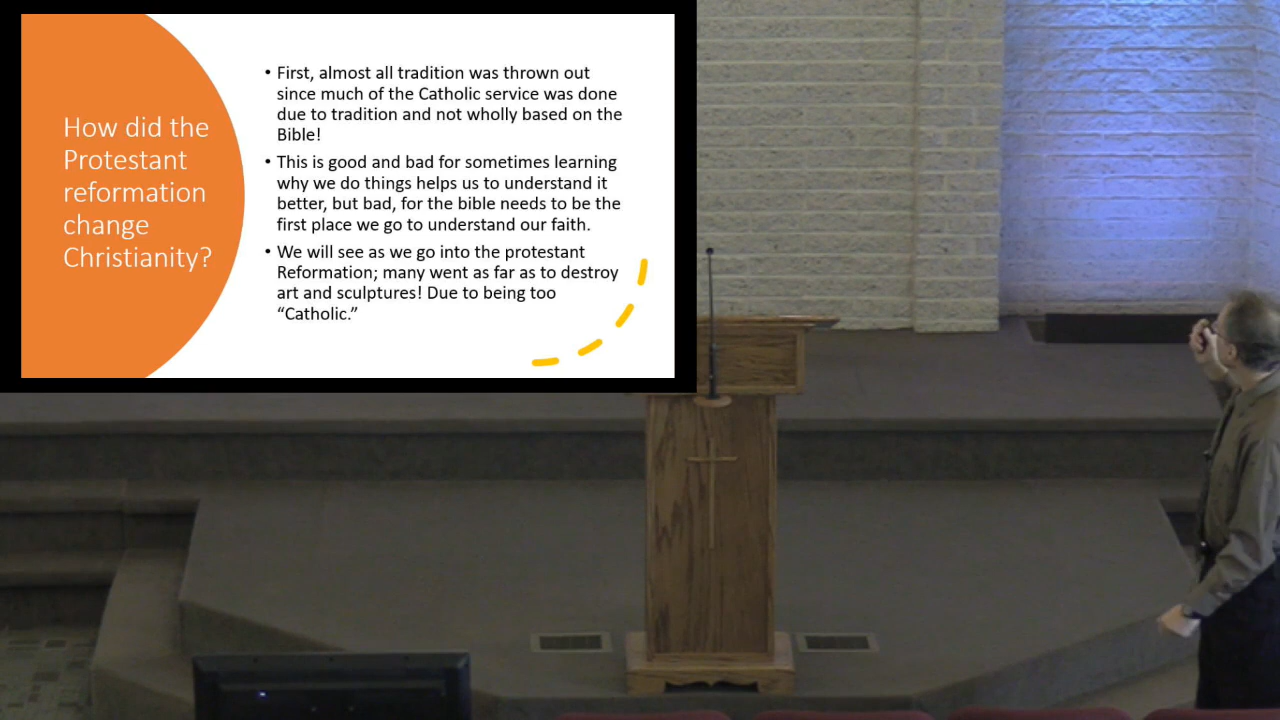 How did the
Protestant
reformation
change
Christianity?
• First, almost all tradition was thrown out
since much of the Catholic service was done
due to tradition and not wholly based on the
Bible!
• This is good and bad for sometimes learning
why we do things helps us to understand it
better, but bad, for the bible needs to be the
first place we go to understand our faith.
• We will see as we go into the protestant
Reformation; many went as far as to destroy
art and sculptures! Due to being too
“Catholic.”